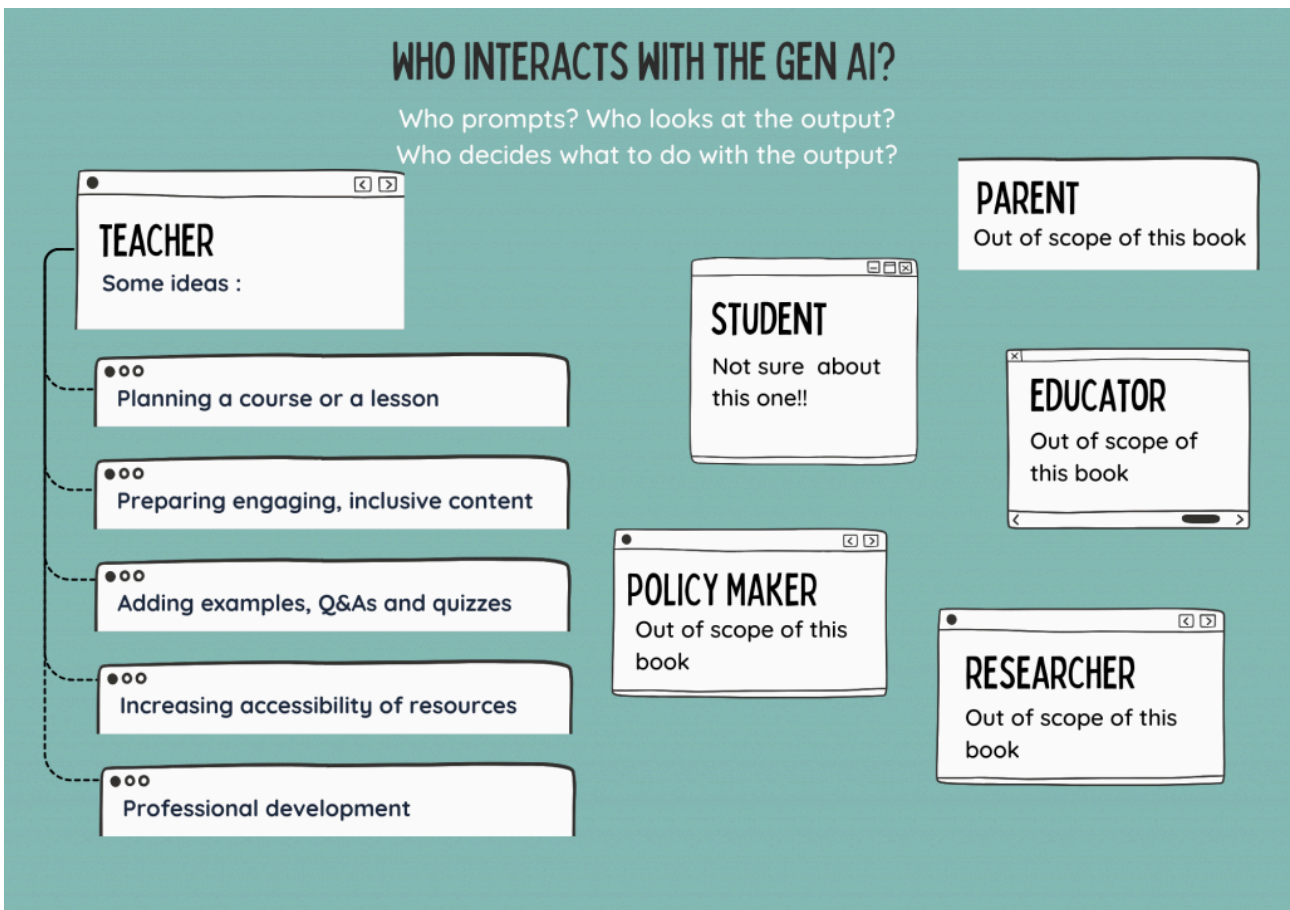 WHO INTERACTS WITH THE GEN AI?
Who prompts? Who looks at the output?
Who decides what to do with the output?
TEACHER
Some ideas :
Planning a course or a lesson
Preparing engaging, inclusive content
Adding examples, Q&As and quizzes
Increasing accessibility of resources
Professional development
STUDENT
Not sure  about
this one!!
POLICY MAKER
Out of scope of this
book
PARENT
Out of scope of this book
EDUCATOR
Out of scope of
this book
RESEARCHER
Out of scope of this
book